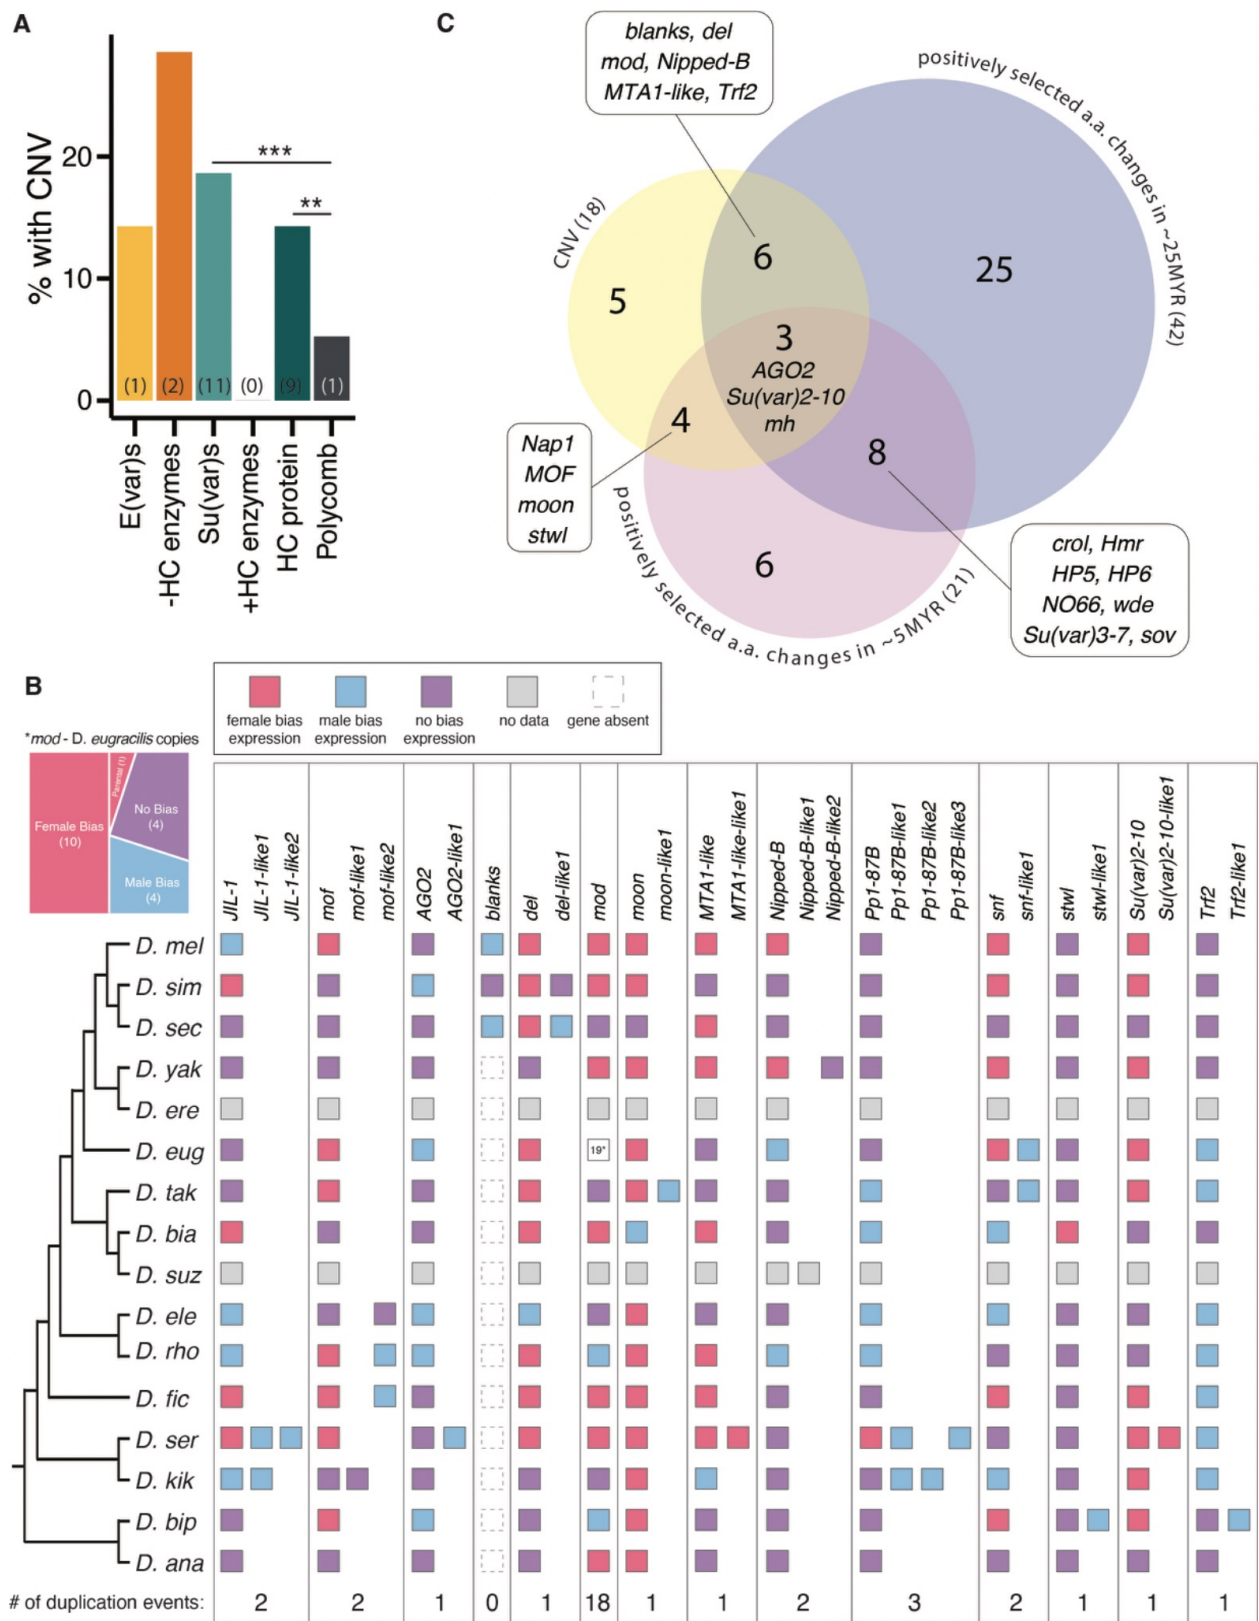 A
% with CNV
20
10
0
***
**
(1)
(2)
(11)
(0)
(9)
(1)
E(var)s
-HC enzymes
Su(var)s
+HC enzymes
HC protein
Polycomb
C
blanks, del
mod, Nipped-B
MTA1-like, Trf2
positively selected a.a. changes in ~25MYR (42)
CNV (18)
6
25
5
3
AGO2
Su(var)2-10
mh
4
8
Nap1
MOF
moon
stwl
6
positively selected a.a. changes in ~5MYR (21)
crol, Hmr
HP5, HP6
NO66, wde
Su(var)3-7, sov
B
female bias expression
male bias expression
no bias expression
no data
gene absent
*mod - D. eugracilis copies
Parental (1)
Female Bias
(10)
No Bias
(4)
Male Bias
(4)
JIL-1
JIL-1-like1
JIL-1-like2
mof
mof-like1
mof-like2
AGO2
AGO2-like1
blanks
del
del-like1
mod
moon
moon-like1
MTA1-like
MTA1-like-like1
Nipped-B
Nipped-B-like1
Nipped-B-like2
Pp1-87B
Pp1-87B-like1
Pp1-87B-like2
Pp1-87B-like3
snf
snf-like1
stwl
stwl-like1
Su(var)2-10
Su(var)2-10-like1
Trf2
Trf2-like1
D. mel
D. sim
D. sec
D. yak
D. ere
D. eug
19*
D. tak
D. bia
D. suz
D. ele
D. rho
D. fic
D. ser
D. kik
D. bip
D. ana
# of duplication events: 2 2 1 0 1 18 1 1 2 3 2 1 1 1